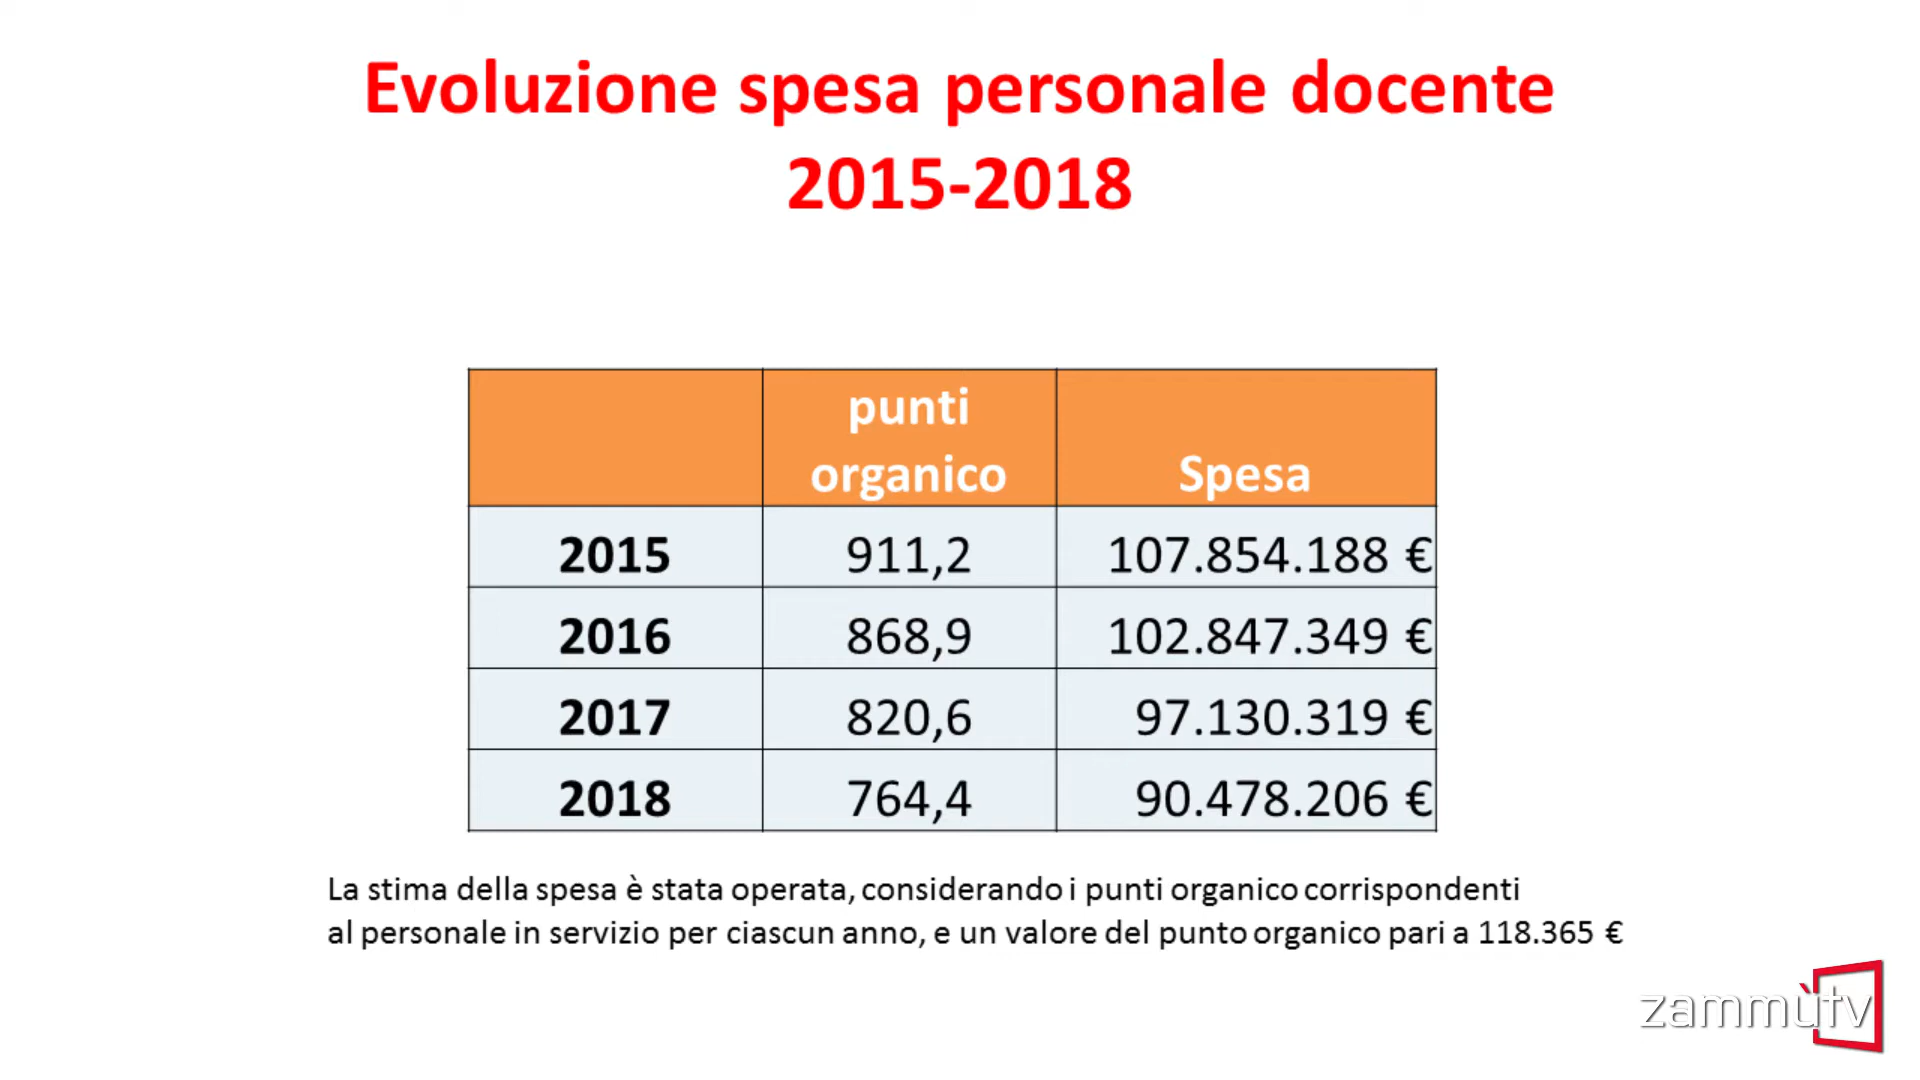 Evoluzione spesa personale docente
2015-2018
punti
organico
Spesa
2015 911,2 107.854.188 €
2016 868,9 102.847.349 €
2017 820,6 97.130.319 €
2018 764,4 90.478.206 €
La stima della spesa è stata operata, considerando i punti organico corrispondenti
al personale in servizio per ciascun anno, e un valore del punto organico pari a 118.365 €
zammùtv